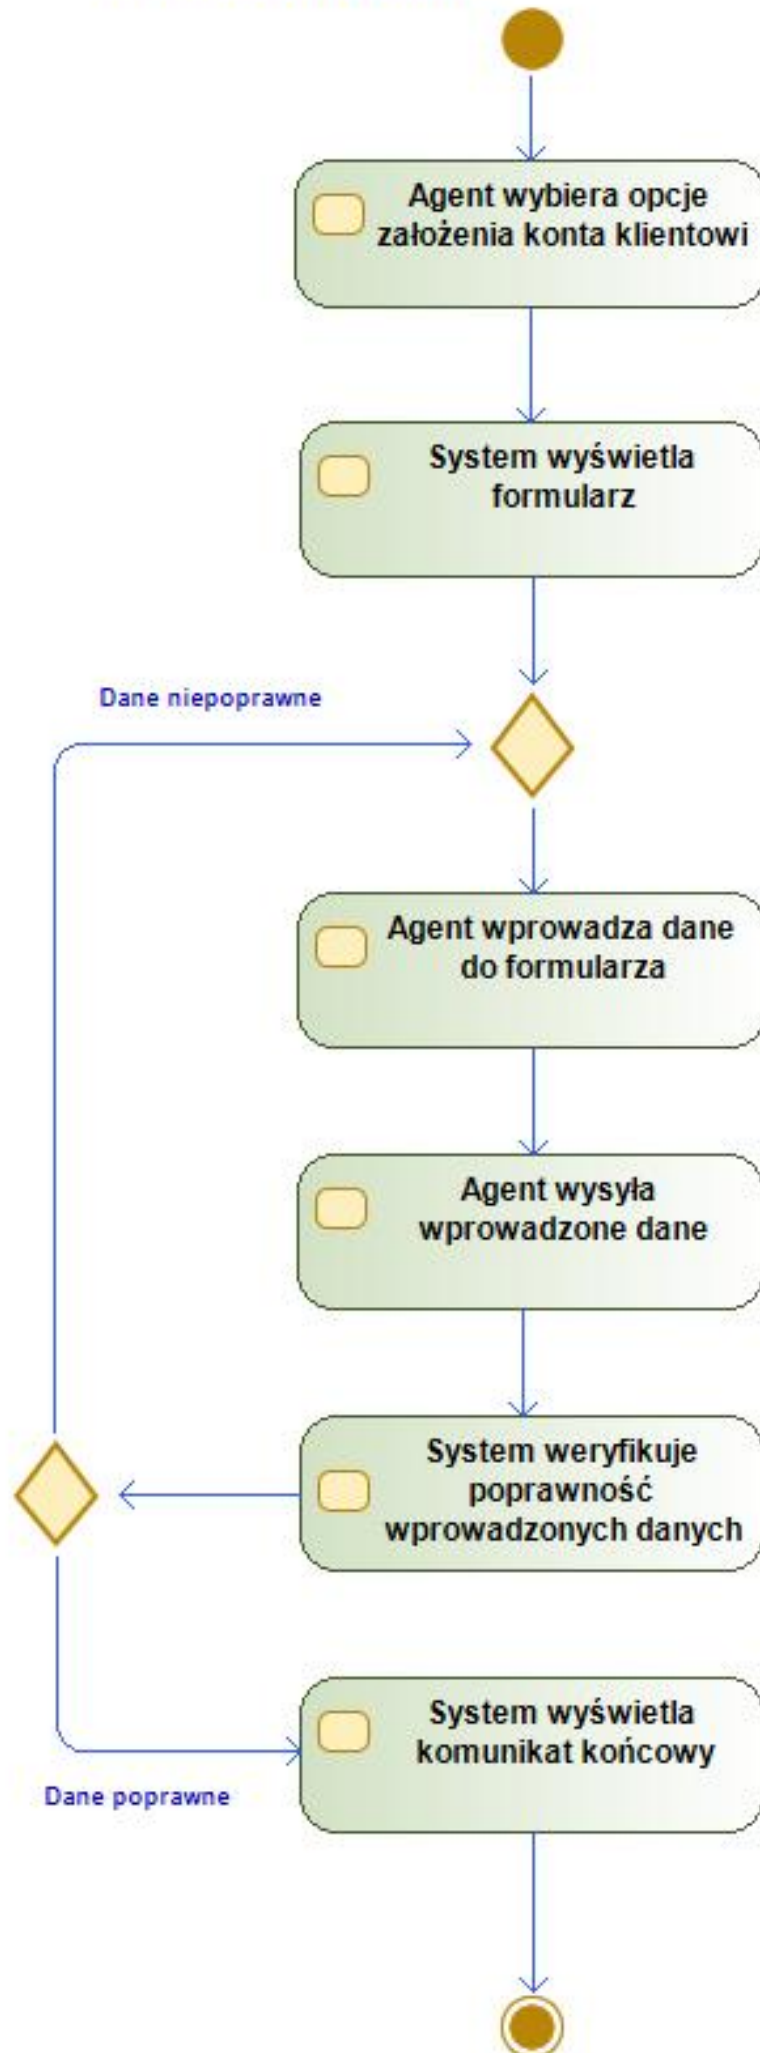 Agent wybiera opcje
założenia konta klientowi
System wyświetla
formularz
Dane niepoprawne
Agent wprowadza dane
do formularza
Agent wysyła
wprowadzone dane
System weryfikuje
poprawność
wprowadzonych danych
System wyświetla
komunikat końcowy
Dane poprawne